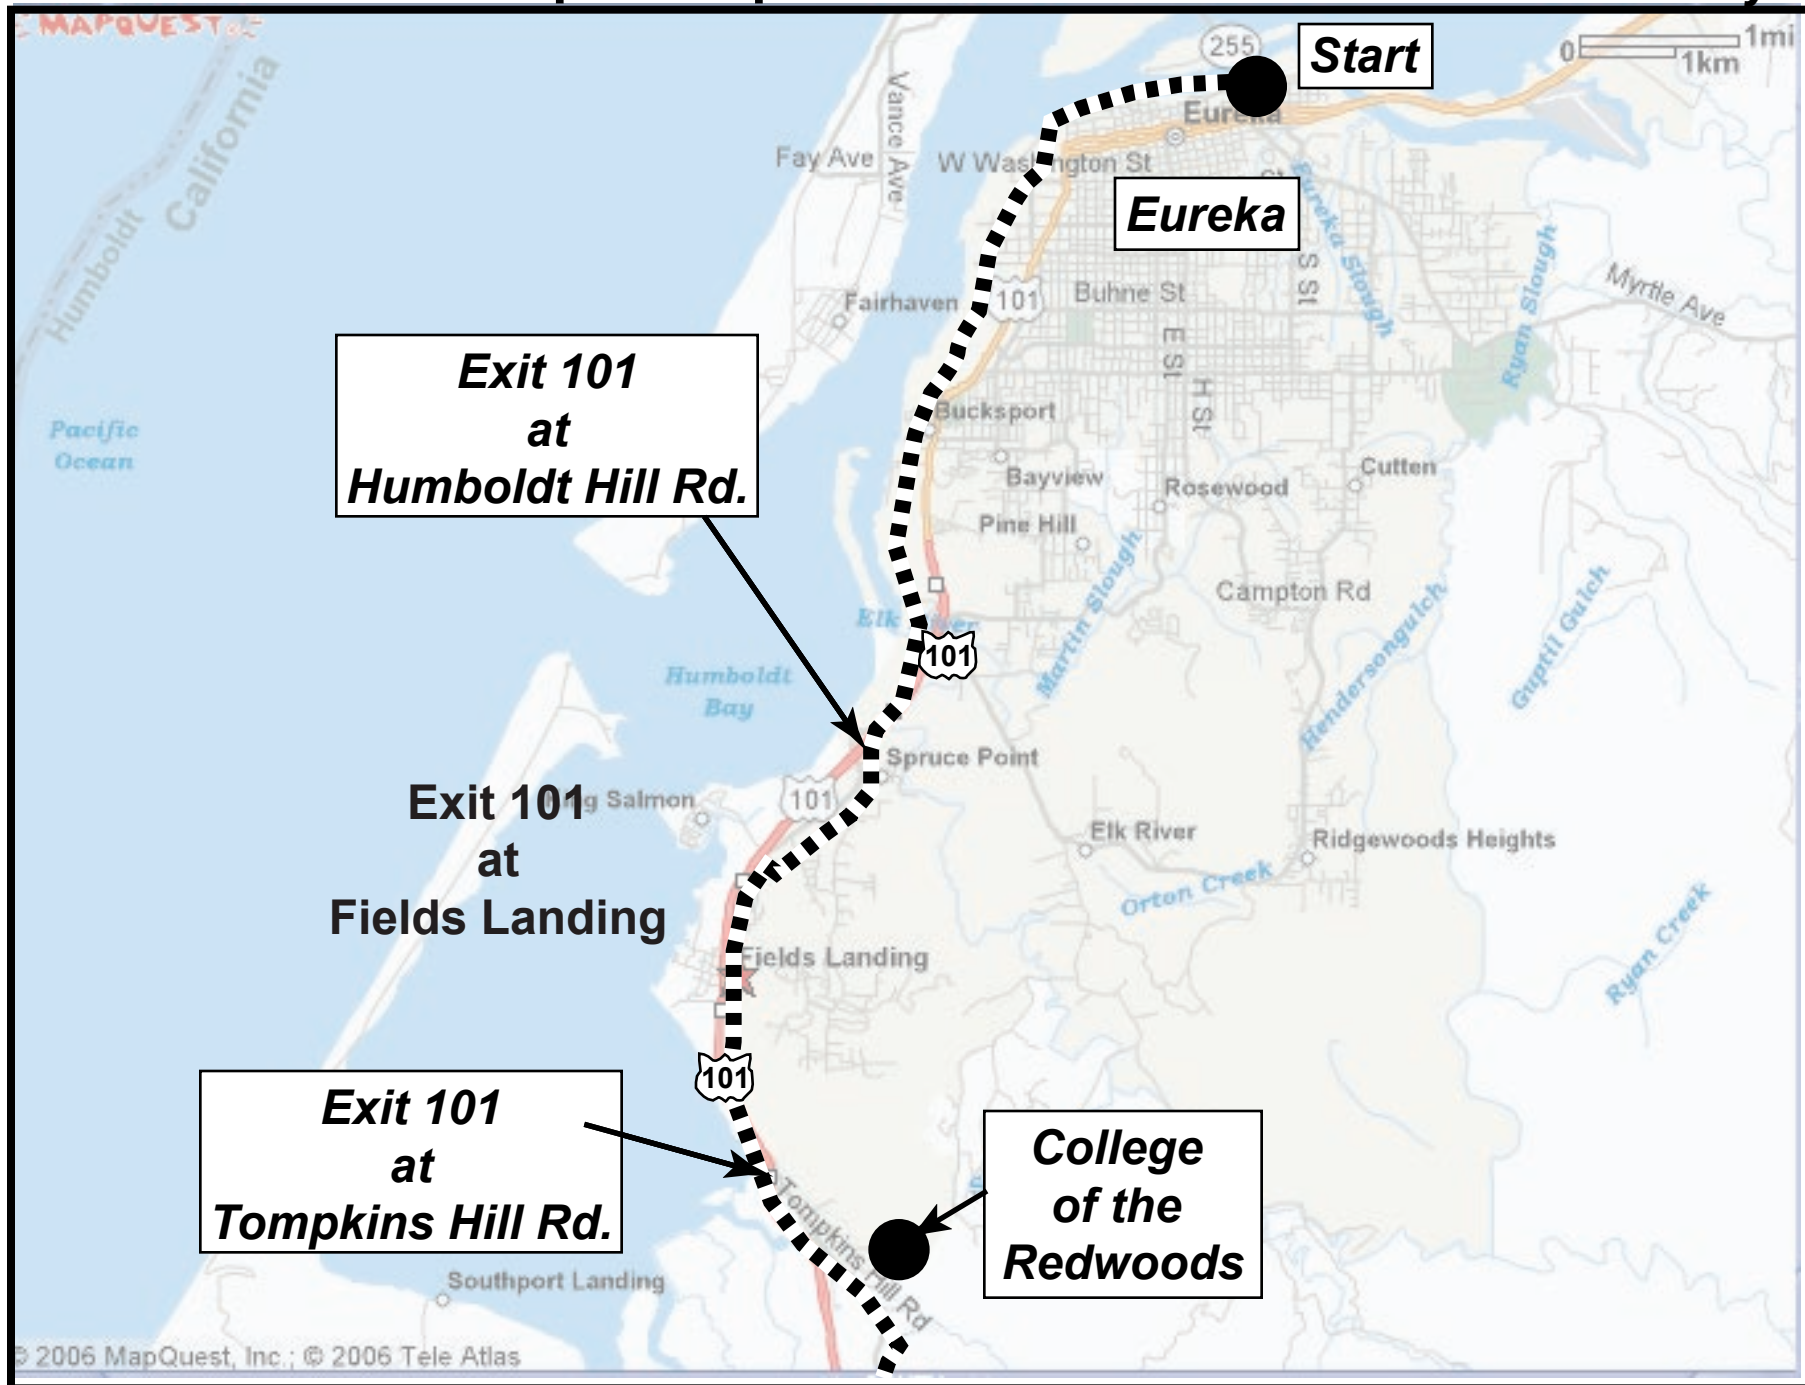 MAPQUEST
California
Humboldt
Pacific
Ocean
Vance Ave
Fay Ave
W Washington St
255
Start
0
1mi
1km
Eureka
Eureka
Eureka Slough
S St
Ryan Slough
Myrtle Ave
Fairhaven
101
Buhne St
E St
H St
Exit 101
at
Humboldt Hill Rd.
Bucksport
Bayview
Rosewood
Cutten
Pine Hill
Martin Slough
Campton Rd
Hendersongulch
Guptil Gulch
Elk River
101
Humboldt
Bay
Spruce Point
101
King Salmon
Exit 101
at
Fields Landing
Elk River
Ridgewoods Heights
Orton Creek
Ryan Creek
Fields Landing
101
Exit 101
at
Tompkins Hill Rd.
Tompkins Hill Rd
College
of the
Redwoods
Southport Landing
© 2006 MapQuest, Inc.; © 2006 Tele Atlas